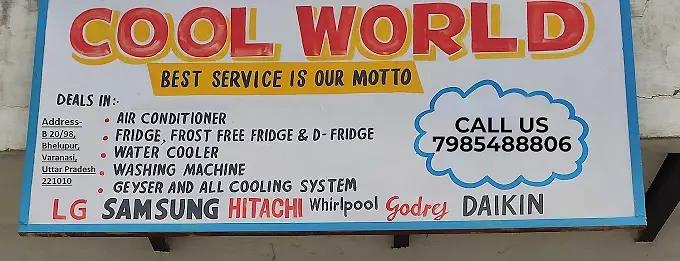 COOL WORLD
BEST SERVICE IS OUR MOTTO
DEALS IN:-
• AIR CONDITIONER
• FRIDGE, FROST FREE FRIDGE & D-FRIDGE
• WATER COOLER
• WASHING MACHINE
• GEYSER AND ALL COOLING SYSTEM
Address-
B 20/98,
Bhelupur,
Varanasi,
Uttar Pradesh
221010
CALL US
7985488806
LG SAMSUNG HITACHI Whirlpool Godrej DAIKIN